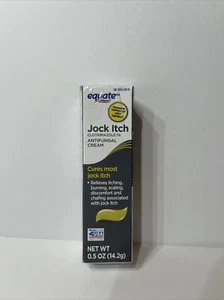 equate
Jock Itch
CLOTRIMAZOLE 1%
ANTIFUNGAL
CREAM
Cures most
jock itch
• Relieves itching,
burning, scaling,
discomfort and
chafing associated
with jock itch
NET WT
0.5 OZ (14.2g)